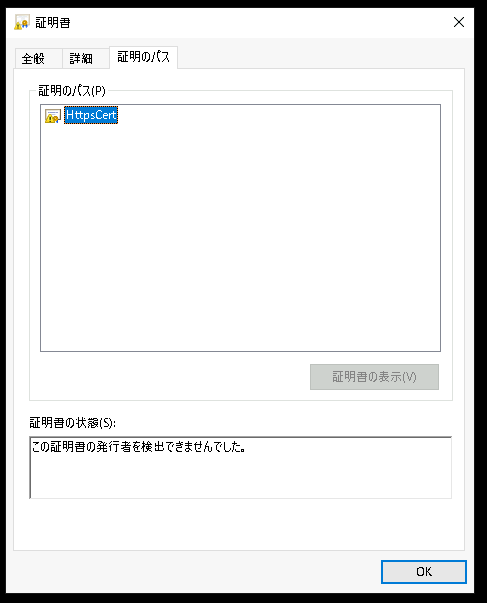 証明書
全般
詳細
証明のパス
証明のパス(P)
HttpsCert
証明書の表示(V)
証明書の状態(S):
この証明書の発行者を検出できませんでした。
OK